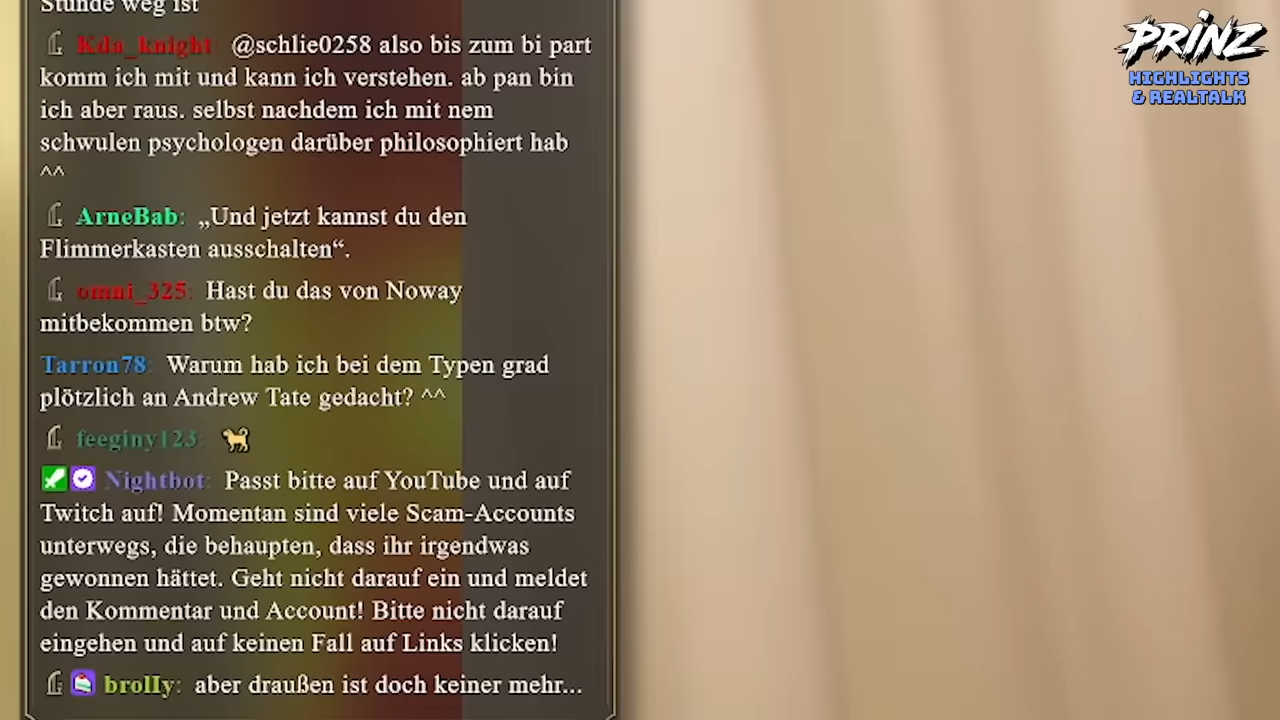 Stunde weg ist
Kda_knight: @schlie0258 also bis zum bi part
komm ich mit und kann ich verstehen. ab pan bin
ich aber raus. selbst nachdem ich mit nem
schwulen psychologen darüber philosophiert hab
^^
ArneBab: „Und jetzt kannst du den
Flimmerkasten ausschalten“.
omni_325: Hast du das von Noway
mitbekommen btw?
Tarron78: Warum hab ich bei dem Typen grad
plötzlich an Andrew Tate gedacht? ^^
feeginy123:
Nightbot: Passt bitte auf YouTube und auf
Twitch auf! Momentan sind viele Scam-Accounts
unterwegs, die behaupten, dass ihr irgendwas
gewonnen hättet. Geht nicht darauf ein und meldet
den Kommentar und Account! Bitte nicht darauf
eingehen und auf keinen Fall auf Links klicken!
brolly: aber draußen ist doch keiner mehr...
PRINZ
HIGHLIGHTS
& REALTALK